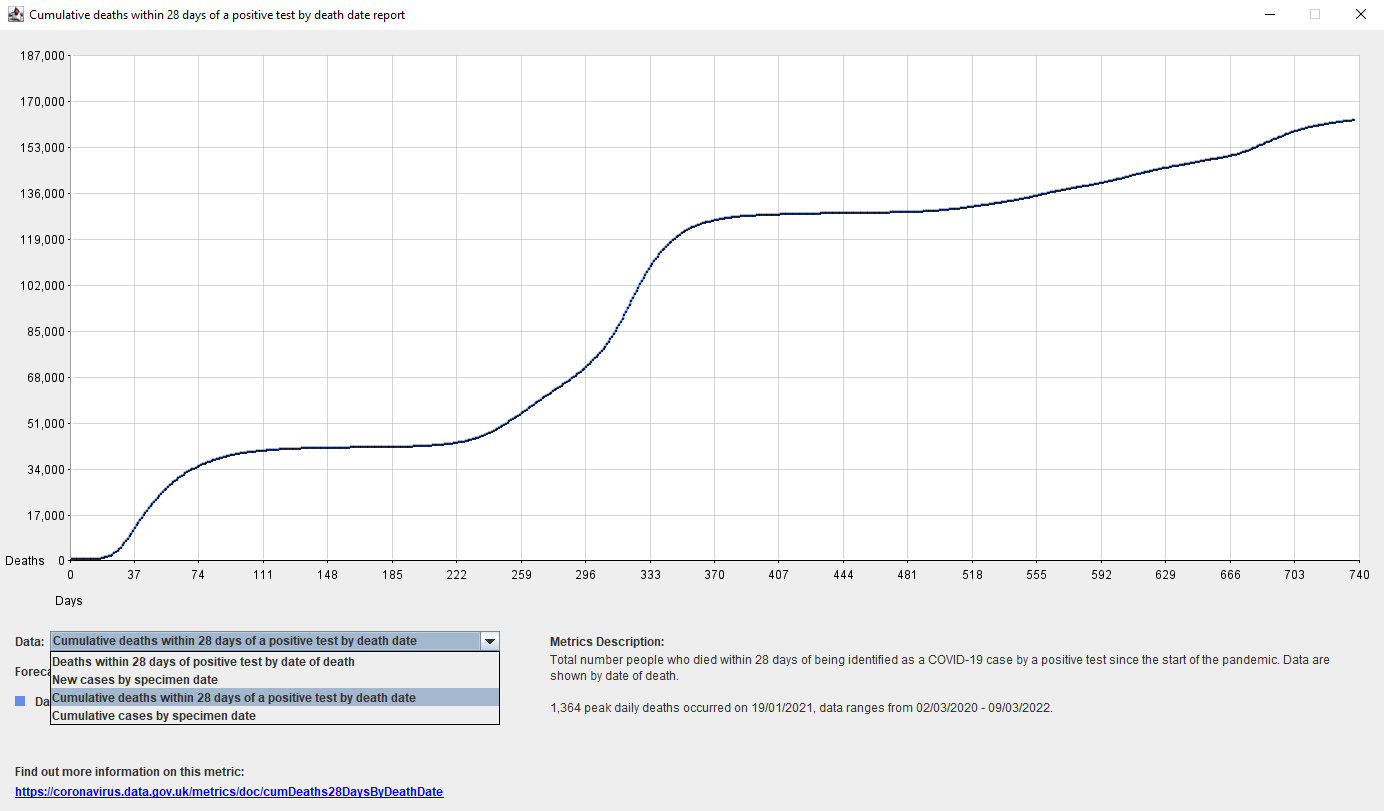 Cumulative deaths within 28 days of a positive test by death date report
187,000
170,000
153,000
136,000
119,000
102,000
85,000
68,000
51,000
34,000
17,000
Deaths 0
0 37 74 111 148 185 222 259 296 333 370 407 444 481 518 555 592 629 666 703 740
Days
Data: Cumulative deaths within 28 days of a positive test by death date
Deaths within 28 days of positive test by date of death
New cases by specimen date
Cumulative deaths within 28 days of a positive test by death date
Cumulative cases by specimen date
Foreca
Da
Metrics Description:
Total number people who died within 28 days of being identified as a COVID-19 case by a positive test since the start of the pandemic. Data are
shown by date of death.
1,364 peak daily deaths occurred on 19/01/2021, data ranges from 02/03/2020 - 09/03/2022.
Find out more information on this metric:
https://coronavirus.data.gov.uk/metrics/doc/cumDeaths28DaysByDeathDate